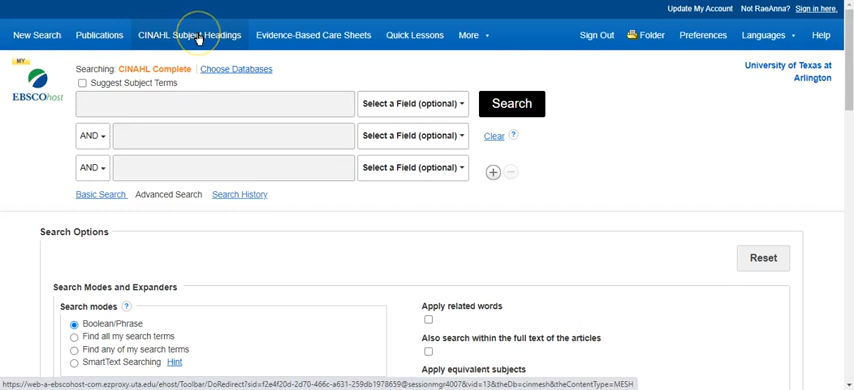 Update My Account Not RaeAnna? Sign in here.
New Search Publications CINAHL Subject Headings Evidence-Based Care Sheets Quick Lessons More Sign Out Folder Preferences Languages Help
MY
EBSCOhost
Searching: CINAHL Complete | Choose Databases
University of Texas at
Arlington
Suggest Subject Terms
Select a Field (optional) Search
AND Select a Field (optional) Clear ?
AND Select a Field (optional)
Basic Search Advanced Search Search History
Search Options
Reset
Search Modes and Expanders
Search modes ?
Boolean/Phrase
Find all my search terms
Find any of my search terms
SmartText Searching Hint
Apply related words
Also search within the full text of the articles
Apply equivalent subjects
https://web-a-ebscohost-com.ezproxy.uta.edu/ehost/Toolbar/DoRedirect?sid=f2e4f20d-2d70-466c-a631-259db1978659@sessionmgr4007&vid=13&theDb=cinmesh&theContentType=MESH